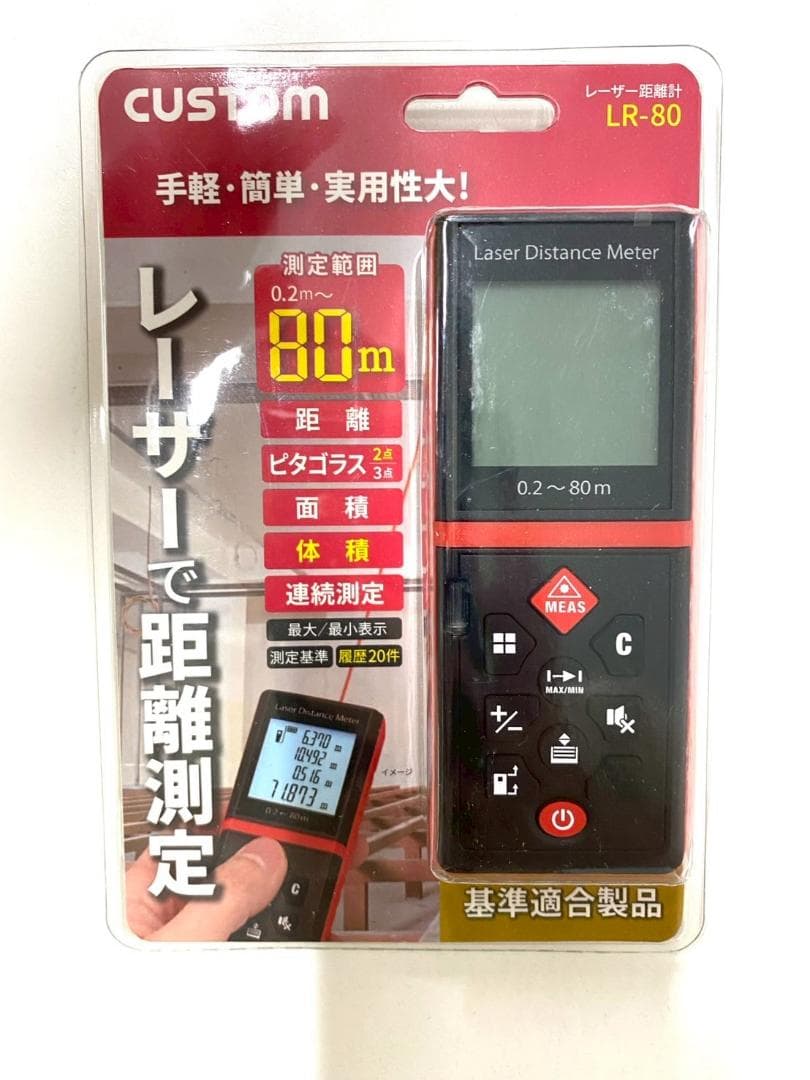 CUSTOM
レーザー距離計
LR-80
手軽・簡単・実用性大!
レーザーで距離測定
測定範囲
0.2m～
80m
距離
ピタゴラス 2点/3点
面積
体積
連続測定
最大/最小表示
測定基準 履歴20件
Laser Distance Meter
0.2～80m
MEAS
C
MAX/MIN
+/-
Laser Distance Meter
6.370 m
10.492 m
0.516 m
71.873 m
0.2～80m
C
イメージ
基準適合製品